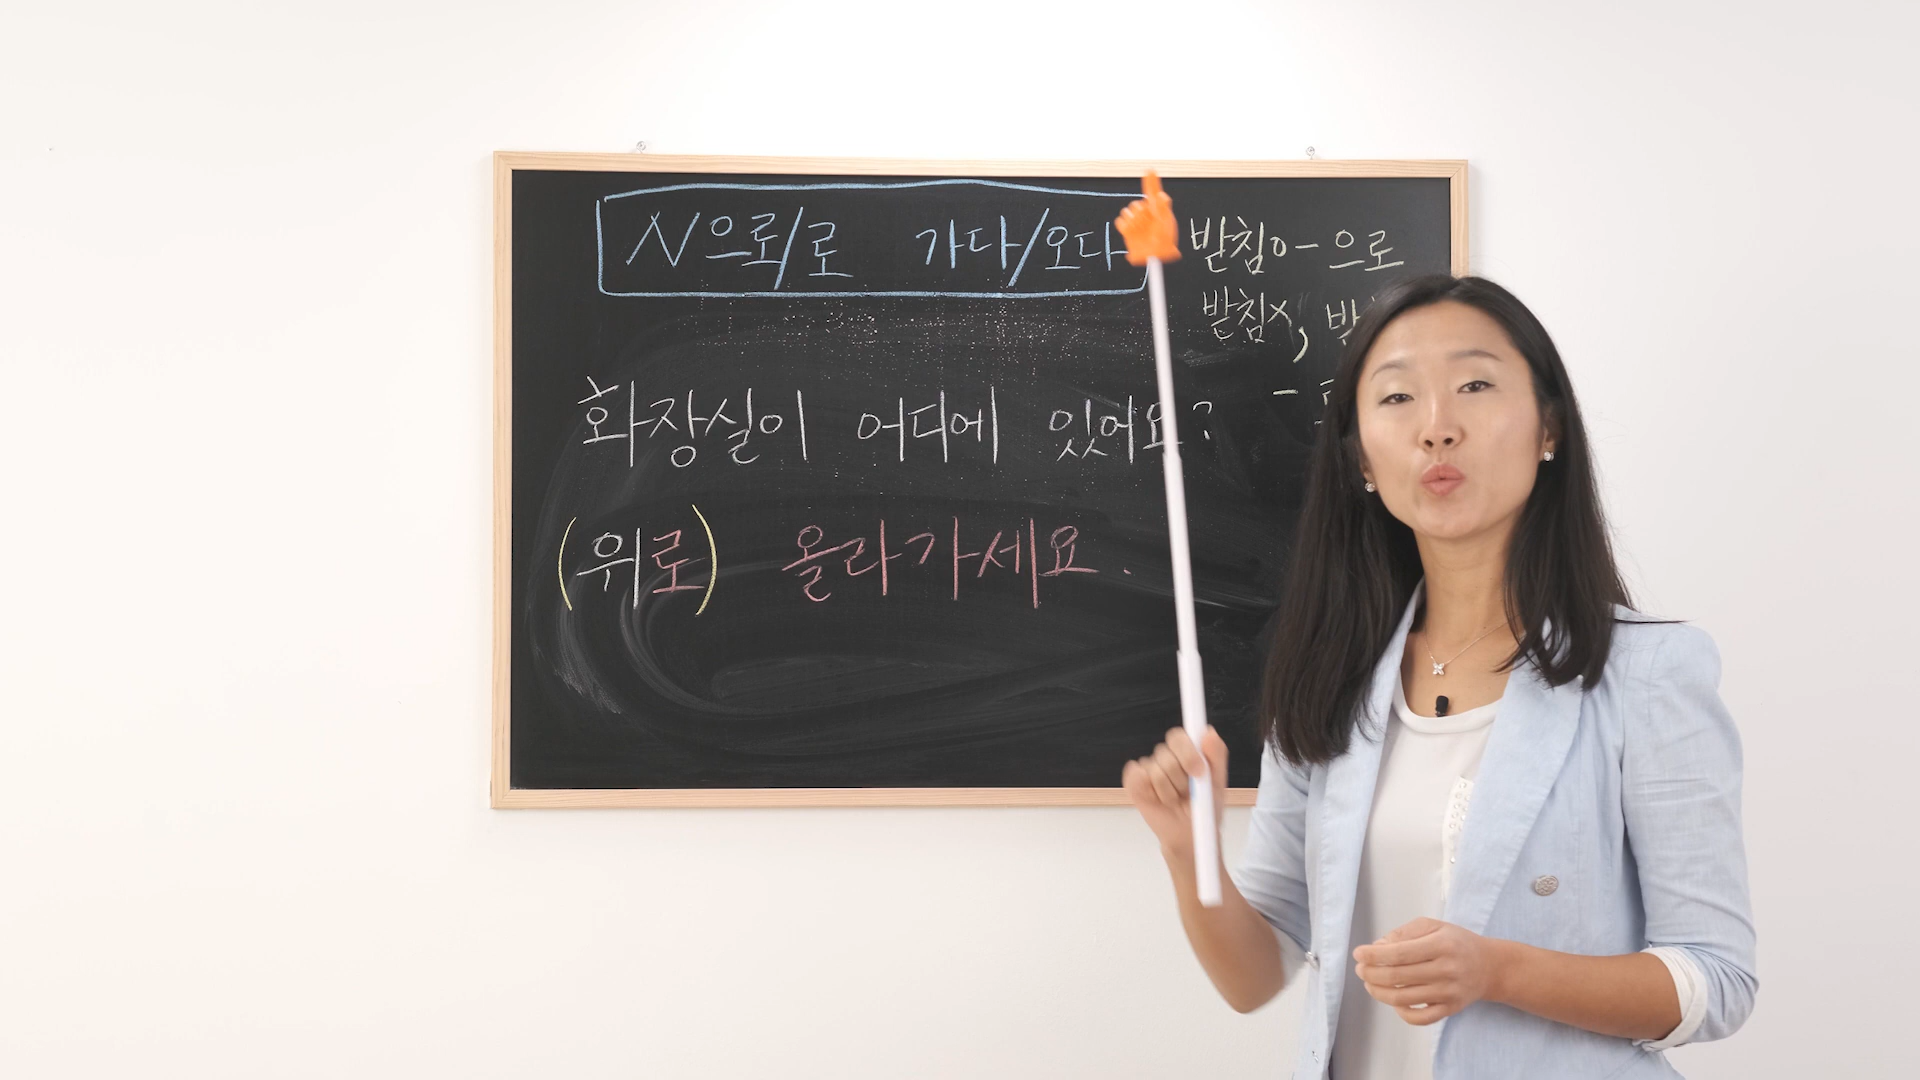 N으로/로 가다/오다
받침o - 으로
받침x,
화장실이 어디에 있어요?
(위로) 올라가세요.